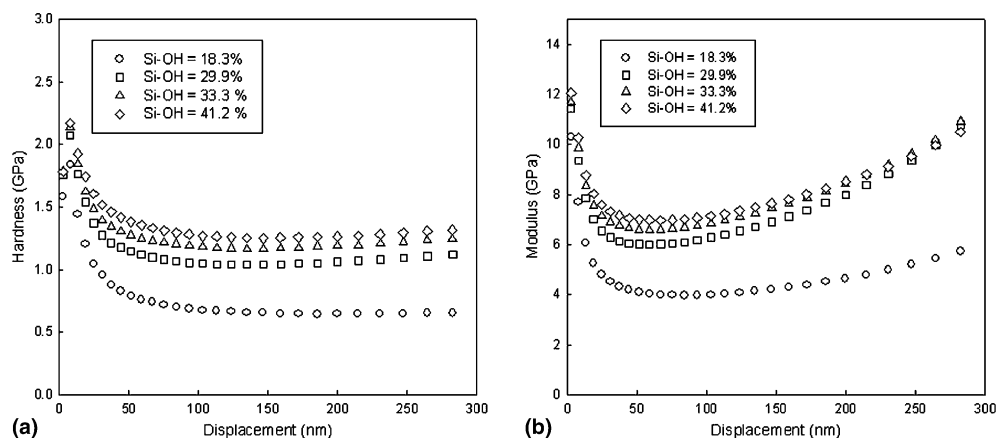 3.0
2.5
2.0
1.5
1.0
0.5
0.0
Hardness (GPa)
Si-OH = 18.3%
Si-OH = 29.9%
Si-OH = 33.3 %
Si-OH = 41.2 %
0 50 100 150 200 250 300
Displacement (nm)
(a)
14
12
10
8
6
4
2
0
Modulus (GPa)
Si-OH = 18.3%
Si-OH = 29.9%
Si-OH = 33.3%
Si-OH = 41.2%
0 50 100 150 200 250 300
Displacement (nm)
(b)